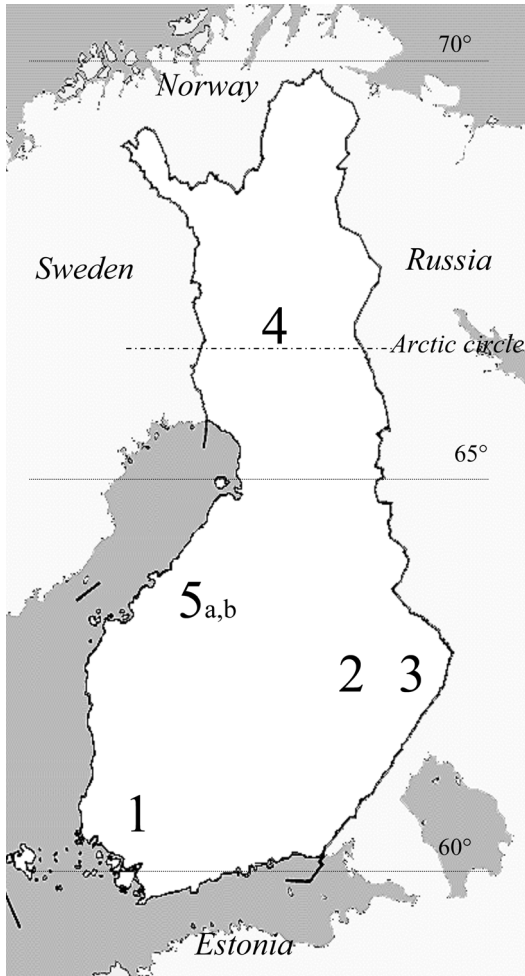 70°
Norway
Sweden
Russia
4
Arctic circle
65°
5a,b
2 3
1
60°
Estonia